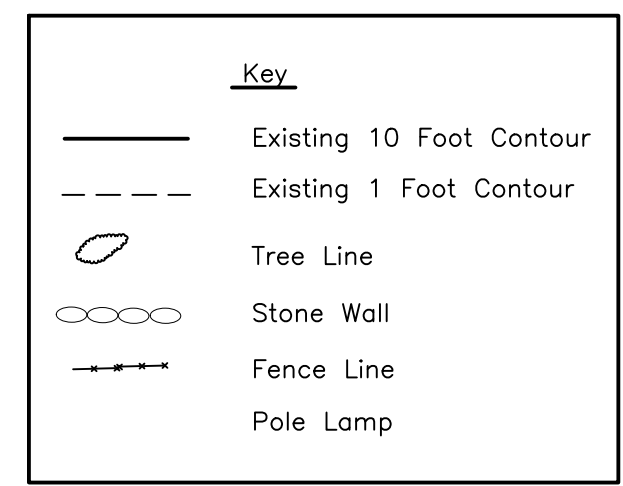 Key
Existing 10 Foot Contour
Existing 1 Foot Contour
Tree Line
Stone Wall
Fence Line
Pole Lamp